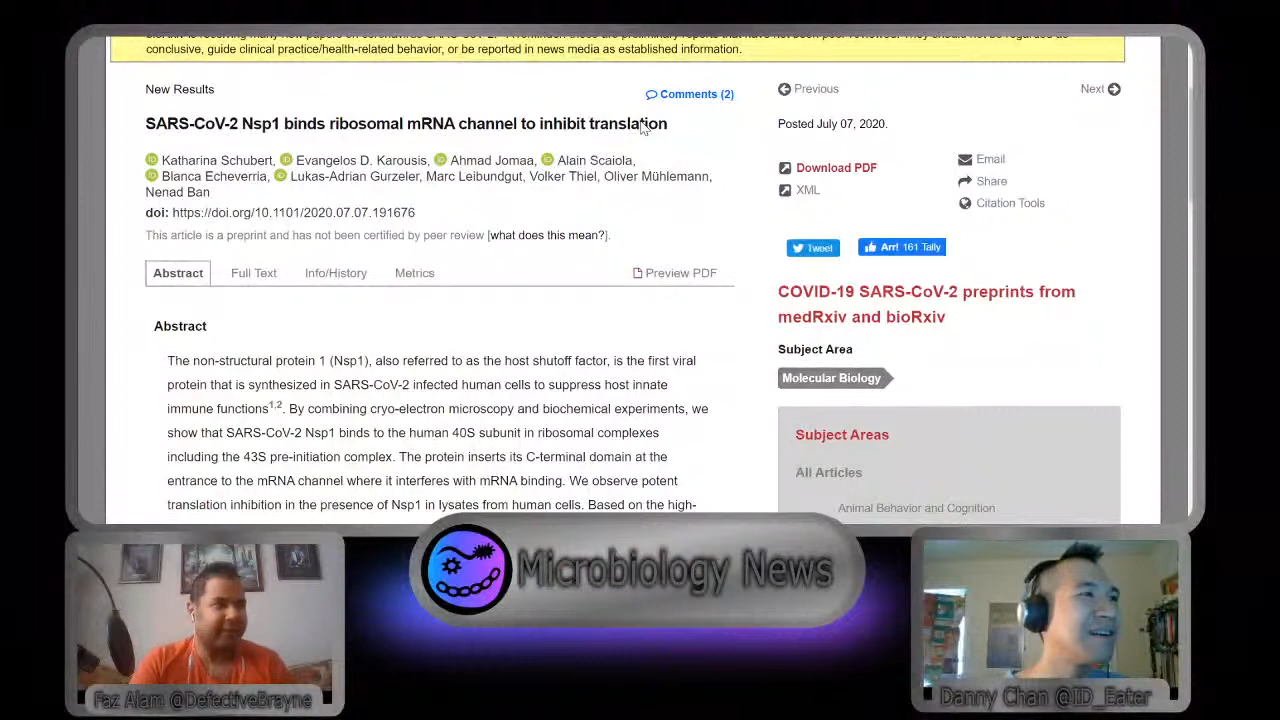 conclusive, guide clinical practice/health-related behavior, or be reported in news media as established information.
New Results
Comments (2)
SARS-CoV-2 Nsp1 binds ribosomal mRNA channel to inhibit translation
Katharina Schubert, Evangelos D. Karousis, Ahmad Jomaa, Alain Scaiola,
Blanca Echeverria, Lukas-Adrian Gurzeler, Marc Leibundgut, Volker Thiel, Oliver Mühlemann,
Nenad Ban
doi: https://doi.org/10.1101/2020.07.07.191676
This article is a preprint and has not been certified by peer review [what does this mean?].
Abstract Full Text Info/History Metrics Preview PDF
Abstract
The non-structural protein 1 (Nsp1), also referred to as the host shutoff factor, is the first viral
protein that is synthesized in SARS-CoV-2 infected human cells to suppress host innate
immune functions1,2. By combining cryo-electron microscopy and biochemical experiments, we
show that SARS-CoV-2 Nsp1 binds to the human 40S subunit in ribosomal complexes
including the 43S pre-initiation complex. The protein inserts its C-terminal domain at the
entrance to the mRNA channel where it interferes with mRNA binding. We observe potent
translation inhibition in the presence of Nsp1 in lysates from human cells. Based on the high-
Previous
Next
Posted July 07, 2020.
Download PDF
XML
Email
Share
Citation Tools
Tweet
Arr! 161 Tally
COVID-19 SARS-CoV-2 preprints from
medRxiv and bioRxiv
Subject Area
Molecular Biology
Subject Areas
All Articles
Animal Behavior and Cognition
Microbiology News
Faz Alam @DefectiveBrayne
Danny Chan @ID_Eater